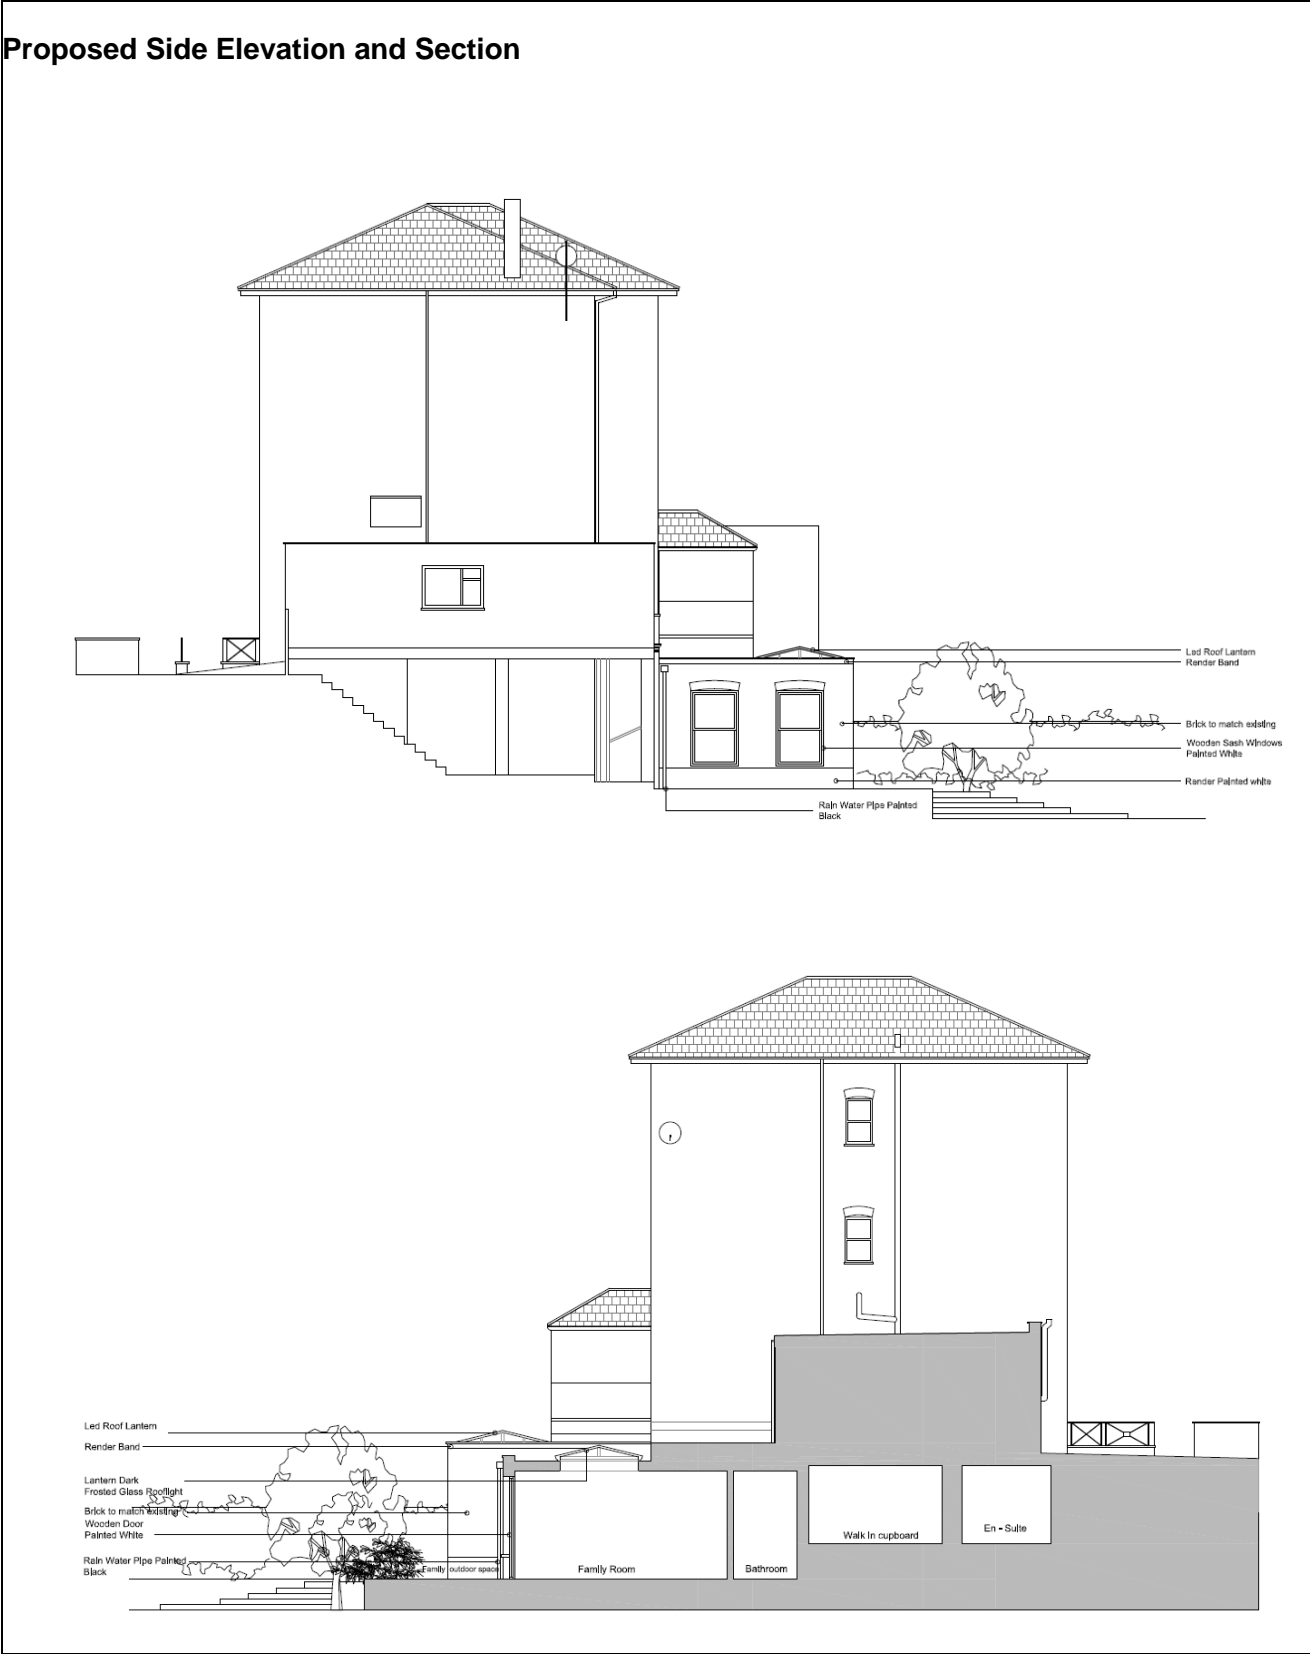 Proposed Side Elevation and Section
Led Roof Lantern
Render Band
Brick to match existing
Wooden Sash Windows
Painted White
Render Painted white
Rain Water Pipe Painted
Black
Led Roof Lantern
Render Band
Lantern Dark
Frosted Glass Rooflight
Brick to match existing
Wooden Door
Painted White
Rain Water Pipe Painted
Black
Family outdoor space
Family Room
Bathroom
Walk In cupboard
En - Suite